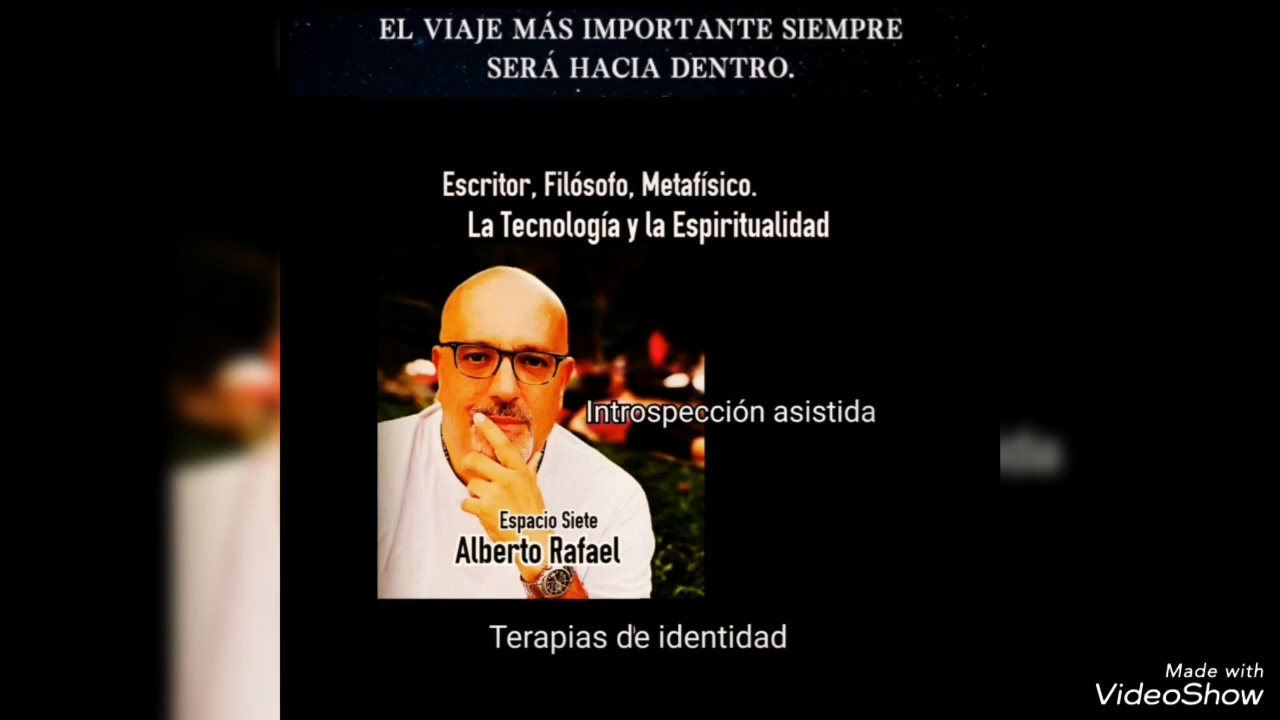 EL VIAJE MÁS IMPORTANTE SIEMPRE
SERÁ HACIA DENTRO.
Escritor, Filósofo, Metafísico.
La Tecnología y la Espiritualidad
Introspección asistida
Espacio Siete
Alberto Rafael
Terapias de identidad
Made with
VideoShow